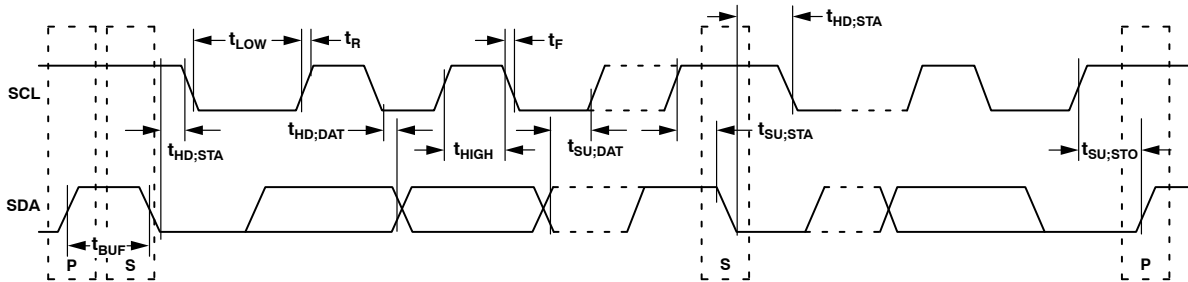 tHD;STA
tLOW
tR
tF
SCL
tHD;STA
tHD;DAT
tHIGH
tSU;DAT
tSU;STA
tSU;STO
SDA
tBUF
P
S
S
P